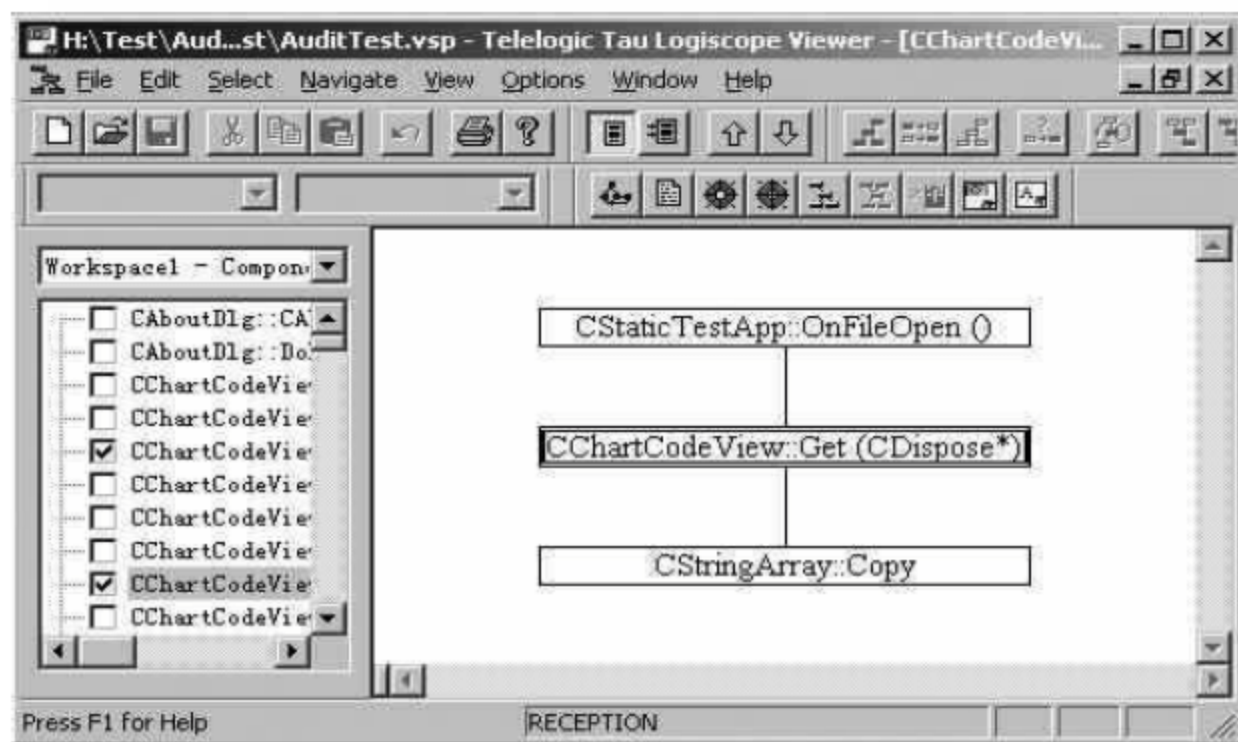 H:\Test\Aud...st\AuditTest.vsp - Telelogic Tau Logiscope Viewer - [CChartCodeVi...
File Edit Select Navigate View Options Window Help
Workspace1 - Compon
CAboutDlg::CA
CAboutDlg::Do
CChartCodeVie
CChartCodeVie
CChartCodeVie
CChartCodeVie
CChartCodeVie
CChartCodeVie
CChartCodeVie
CChartCodeVie
CStaticTestApp::OnFileOpen ()
CChartCodeView::Get (CDispose*)
CStringArray::Copy
Press F1 for Help
RECEPTION